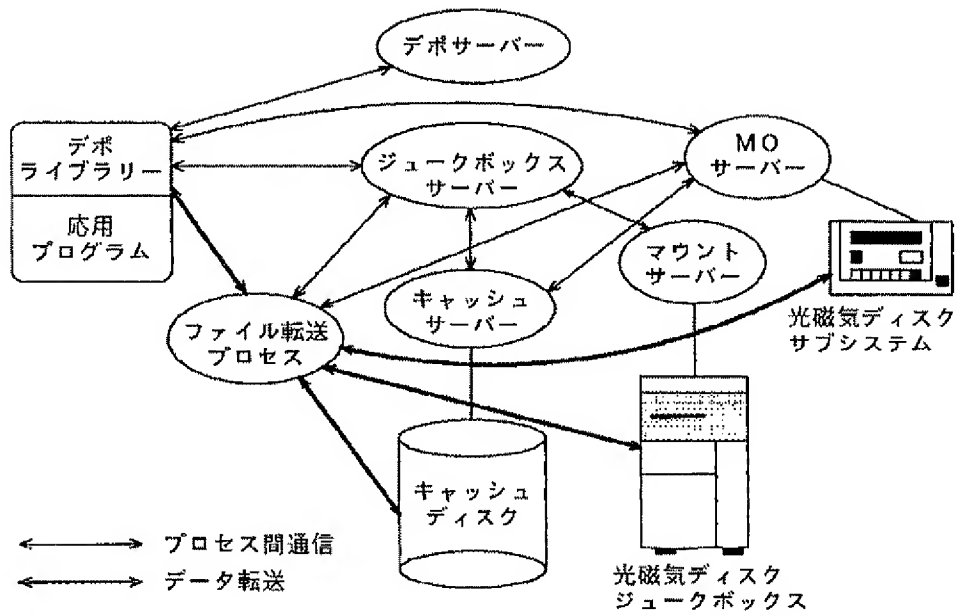 デポサーバー
デポ
ライブラリー
応用
プログラム
ジュークボックス
サーバー
MO
サーバー
マウント
サーバー
キャッシュ
サーバー
ファイル転送
プロセス
光磁気ディスク
サブシステム
キャッシュ
ディスク
プロセス間通信
データ転送
光磁気ディスク
ジュークボックス